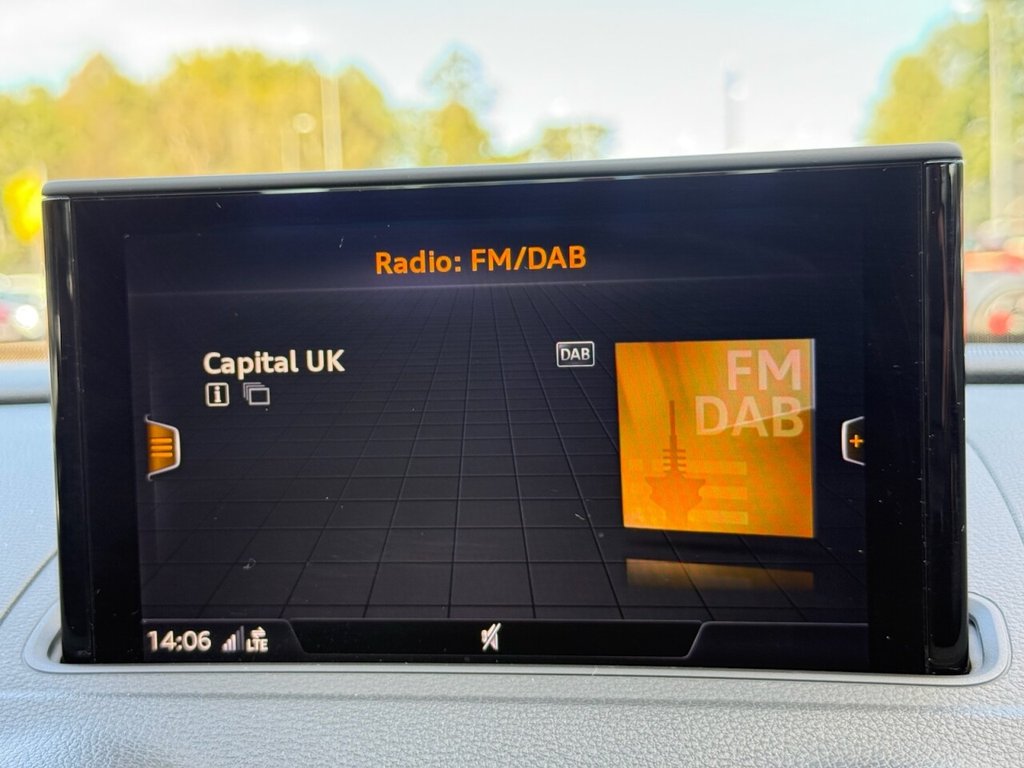 Radio: FM/DAB
Capital UK
DAB
i
FM
DAB
+
14:06
LTE